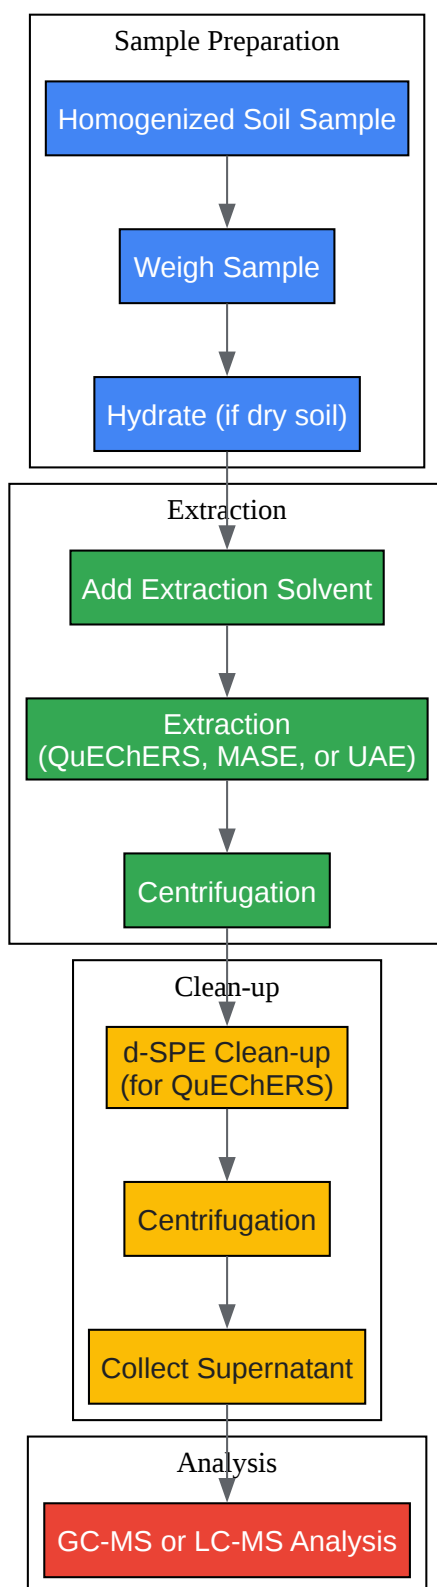 Sample Preparation
Homogenized Soil Sample
Weigh Sample
Hydrate (if dry soil)
Extraction
Add Extraction Solvent
Extraction
(QuEChERS, MASE, or UAE)
Centrifugation
Clean-up
d-SPE Clean-up
(for QuEChERS)
Centrifugation
Collect Supernatant
Analysis
GC-MS or LC-MS Analysis